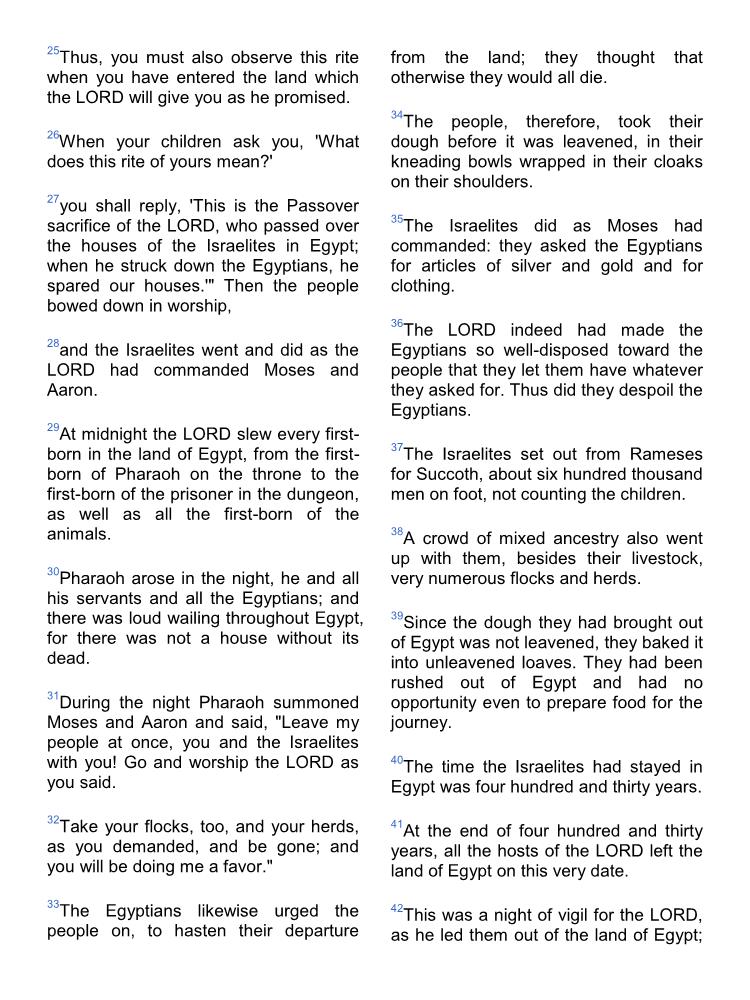 25Thus, you must also observe this rite
when you have entered the land which
the LORD will give you as he promised.
26When your children ask you, 'What
does this rite of yours mean?'
27you shall reply, 'This is the Passover
sacrifice of the LORD, who passed over
the houses of the Israelites in Egypt;
when he struck down the Egyptians, he
spared our houses.'" Then the people
bowed down in worship,
28and the Israelites went and did as the
LORD had commanded Moses and
Aaron.
29At midnight the LORD slew every first-
born in the land of Egypt, from the first-
born of Pharaoh on the throne to the
first-born of the prisoner in the dungeon,
as well as all the first-born of the
animals.
30Pharaoh arose in the night, he and all
his servants and all the Egyptians; and
there was loud wailing throughout Egypt,
for there was not a house without its
dead.
31During the night Pharaoh summoned
Moses and Aaron and said, "Leave my
people at once, you and the Israelites
with you! Go and worship the LORD as
you said.
32Take your flocks, too, and your herds,
as you demanded, and be gone; and
you will be doing me a favor."
33The Egyptians likewise urged the
people on, to hasten their departure
from the land; they thought that
otherwise they would all die.
34The people, therefore, took their
dough before it was leavened, in their
kneading bowls wrapped in their cloaks
on their shoulders.
35The Israelites did as Moses had
commanded: they asked the Egyptians
for articles of silver and gold and for
clothing.
36The LORD indeed had made the
Egyptians so well-disposed toward the
people that they let them have whatever
they asked for. Thus did they despoil the
Egyptians.
37The Israelites set out from Rameses
for Succoth, about six hundred thousand
men on foot, not counting the children.
38A crowd of mixed ancestry also went
up with them, besides their livestock,
very numerous flocks and herds.
39Since the dough they had brought out
of Egypt was not leavened, they baked it
into unleavened loaves. They had been
rushed out of Egypt and had no
opportunity even to prepare food for the
journey.
40The time the Israelites had stayed in
Egypt was four hundred and thirty years.
41At the end of four hundred and thirty
years, all the hosts of the LORD left the
land of Egypt on this very date.
42This was a night of vigil for the LORD,
as he led them out of the land of Egypt;